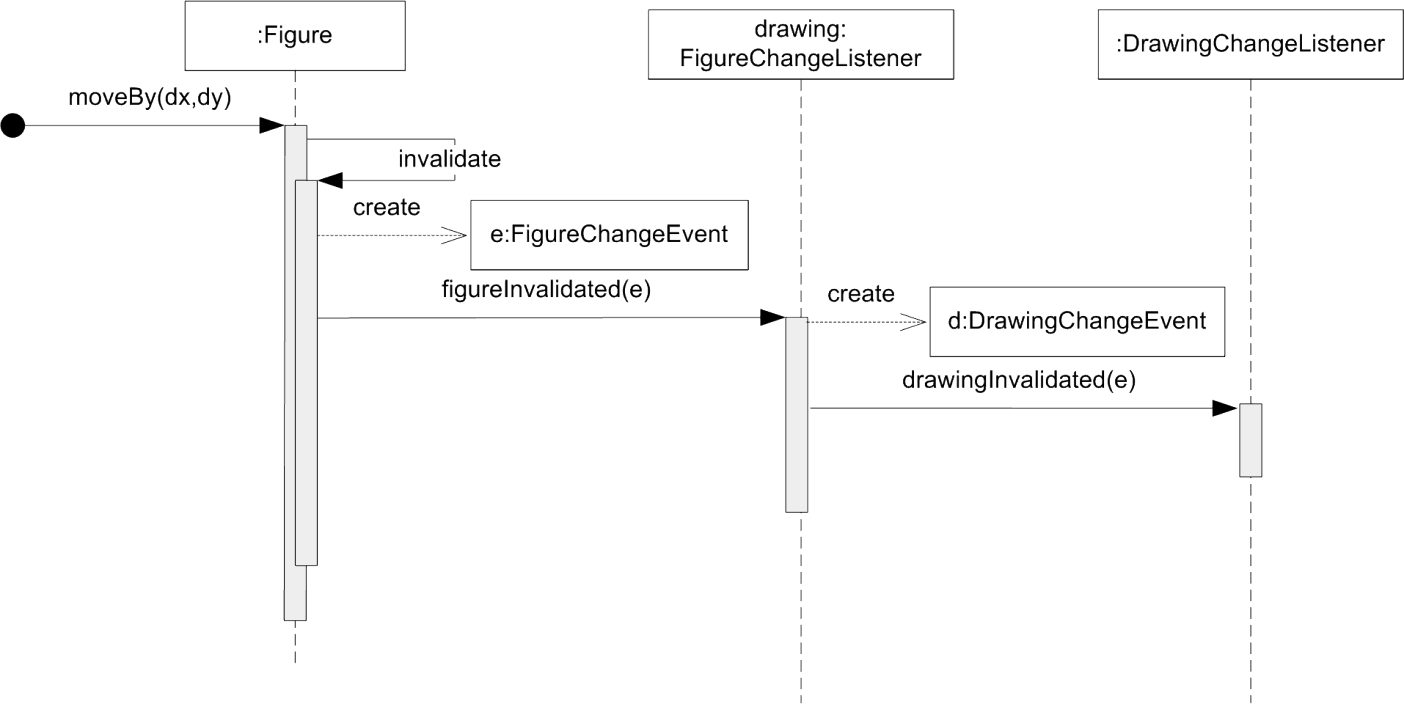 :Figure
drawing:
FigureChangeListener
:DrawingChangeListener
moveBy(dx,dy)
invalidate
create
e:FigureChangeEvent
figureInvalidated(e)
create
d:DrawingChangeEvent
drawingInvalidated(e)